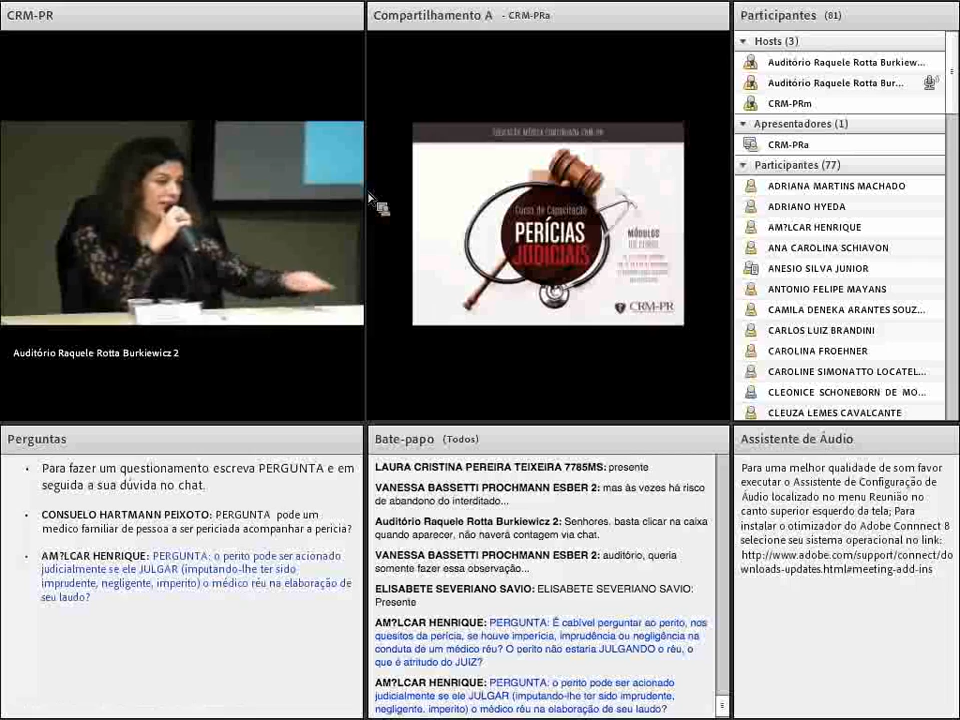 CRM-PR
Auditório Raquele Rotta Burkiewicz 2
Compartilhamento A - CRM-PRa
EDUCAÇÃO MÉDICA CONTINUADA CRM-PR
Curso de Capacitação
PERÍCIAS
JUDICIAIS
MÓDULOS
DO CURSO
CRM-PR
Participantes (81)
Hosts (3)
Auditório Raquele Rotta Burkiew...
Auditório Raquele Rotta Bur...
CRM-PRm
Apresentadores (1)
CRM-PRa
Participantes (77)
ADRIANA MARTINS MACHADO
ADRIANO HYEDA
AM?LCAR HENRIQUE
ANA CAROLINA SCHIAVON
ANESIO SILVA JUNIOR
ANTONIO FELIPE MAYANS
CAMILA DENEKA ARANTES SOUZ...
CARLOS LUIZ BRANDINI
CAROLINA FROEHNER
CAROLINE SIMONATTO LOCATEL...
CLEONICE SCHONEBORN DE MO...
CLEUZA LEMES CAVALCANTE
Perguntas
• Para fazer um questionamento escreva PERGUNTA e em
seguida a sua dúvida no chat.
• CONSUELO HARTMANN PEIXOTO: PERGUNTA pode um
medico familiar de pessoa a ser periciada acompanhar a pericia?
• AM?LCAR HENRIQUE: PERGUNTA: o perito pode ser acionado
judicialmente se ele JULGAR (imputando-lhe ter sido
imprudente, negligente, imperito) o médico réu na elaboração de
seu laudo?
Bate-papo (Todos)
LAURA CRISTINA PEREIRA TEIXEIRA 7785MS: presente
VANESSA BASSETTI PROCHMANN ESBER 2: mas às vezes há risco
de abandono do interditado...
Auditório Raquele Rotta Burkiewicz 2: Senhores. basta clicar na caixa
quando aparecer, não haverá contagem via chat.
VANESSA BASSETTI PROCHMANN ESBER 2: auditório, queria
somente fazer essa observação...
ELISABETE SEVERIANO SAVIO: ELISABETE SEVERIANO SAVIO:
Presente
AM?LCAR HENRIQUE: PERGUNTA: É cabível perguntar ao perito, nos
quesitos da perícia, se houve imperícia, imprudência ou negligência na
conduta de um médico réu? O perito não estaria JULGANDO o réu, o
que é atritudo do JUIZ?
AM?LCAR HENRIQUE: PERGUNTA: o perito pode ser acionado
judicialmente se ele JULGAR (imputando-lhe ter sido imprudente,
negligente, imperito) o médico réu na elaboração de seu laudo?
Assistente de Áudio
Para uma melhor qualidade de som favor
executar o Assistente de Configuração de
Áudio localizado no menu Reunião no
canto superior esquerdo da tela; Para
instalar o otimizador do Adobe Connnect 8
selecione seu sistema operacional no link:
http://www.adobe.com/support/connect/do
wnloads-updates.html#meeting-add-ins